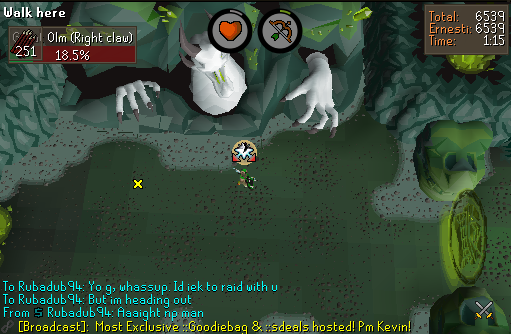 Walk here
Great Olm (Right claw)
251
18.5%
Total: 6539
Ernesti: 6539
Time: 1:15
To Rubadub94: Yo g, whassup. Id iek to raid with u
To Rubadub94: But im heading out
From S Rubadub94: Aaaight np man
[Broadcast]: Most Exclusive ::Goodiebag & ::sdeals hosted! Pm Kevin!